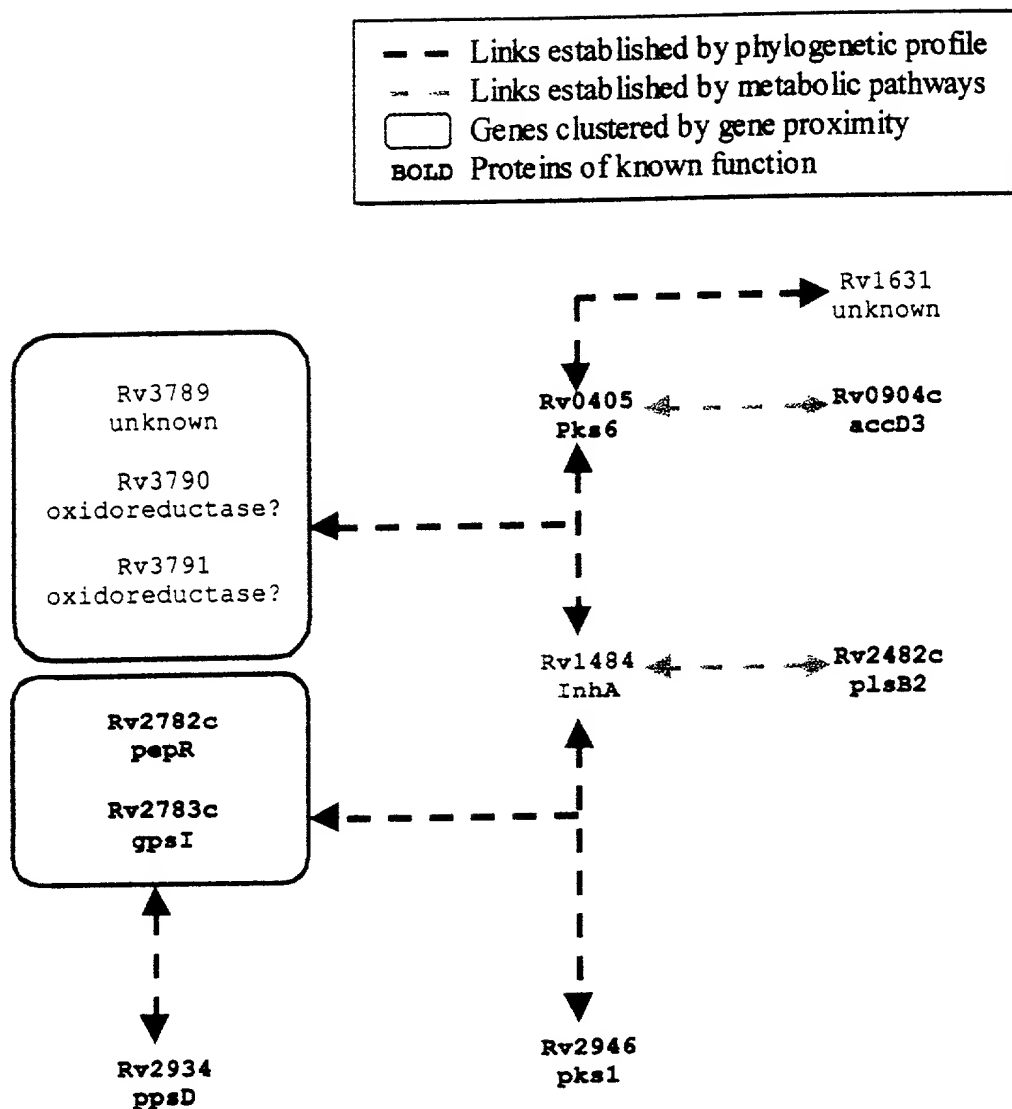 Links established by phylogenetic profile
Links established by metabolic pathways
Genes clustered by gene proximity
BOLD Proteins of known function
Rv1631
unknown
Rv3789
unknown
Rv3790
oxidoreductase?
Rv3791
oxidoreductase?
Rv0405
Pks6
Rv0904c
accD3
Rv1484
InhA
Rv2482c
plsB2
Rv2782c
pepR
Rv2783c
gpsI
Rv2934
ppsD
Rv2946
pks1